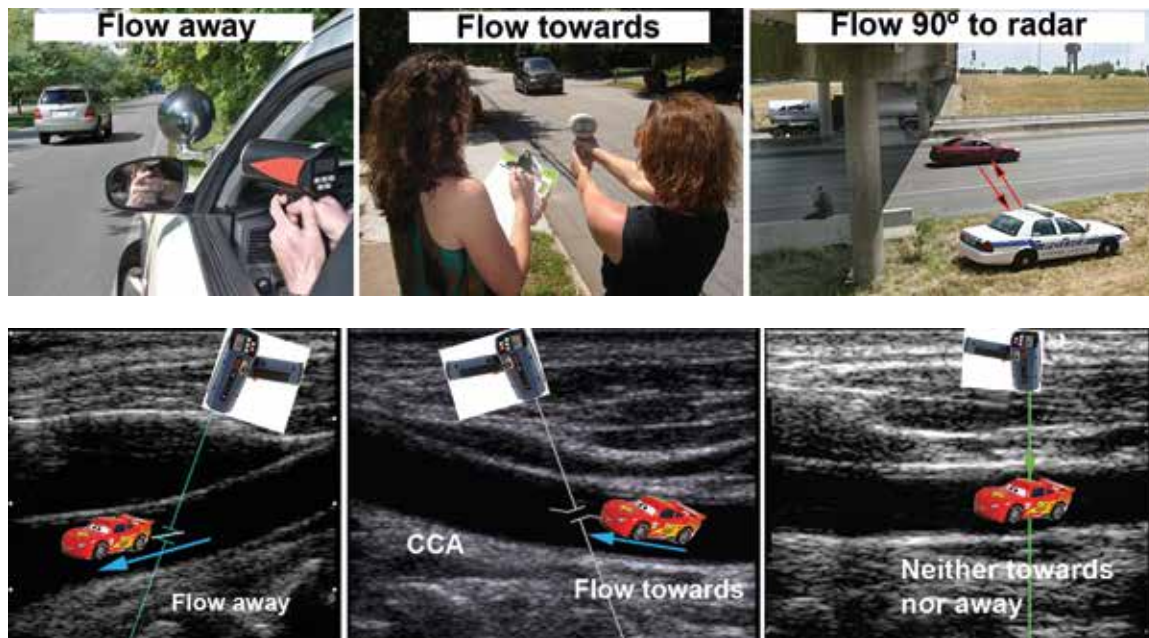 Flow away
Flow towards
Flow 90º to radar
Flow away
CCA
Flow towards
Neither towards
nor away